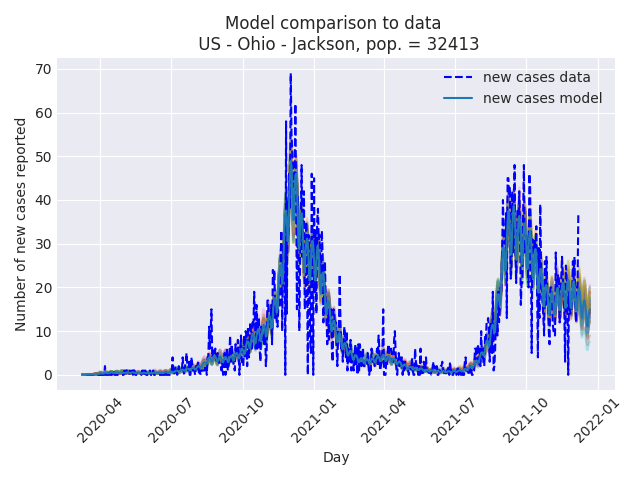 Model comparison to data
US - Ohio - Jackson, pop. = 32413
new cases data
new cases model
Number of new cases reported
70
60
50
40
30
20
10
0
2020-04
2020-07
2020-10
2021-01
2021-04
2021-07
2021-10
2022-01
Day